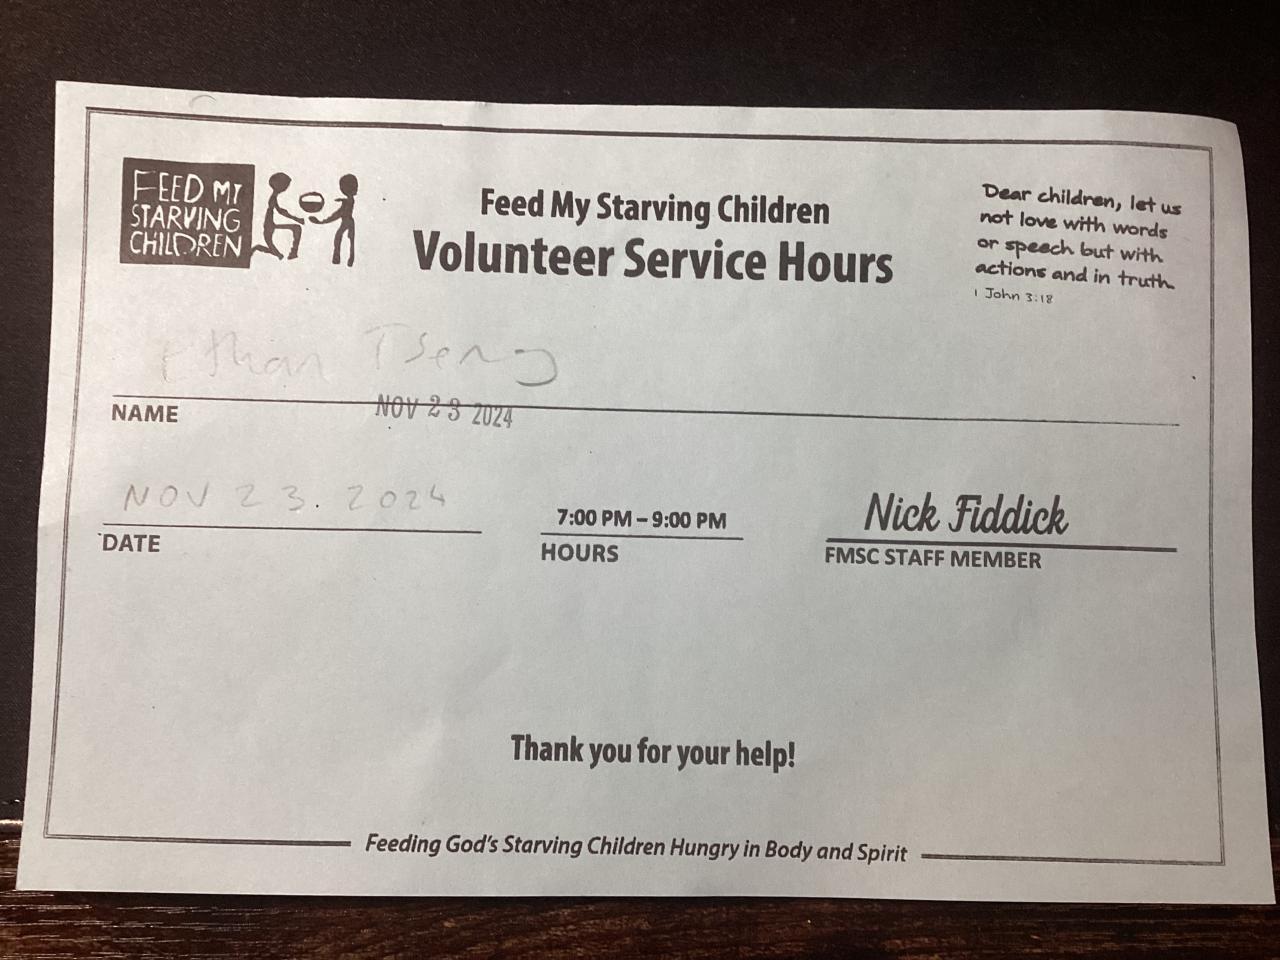 FEED MY
STARVING
CHILDREN
Feed My Starving Children
Volunteer Service Hours
Dear children, let us
not love with words
or speech but with
actions and in truth.
1 John 3:18
Ethan Tseng
NAME
NOV 23 2024
NOV 23. 2024
DATE
7:00 PM – 9:00 PM
HOURS
Nick Fiddick
FMSC STAFF MEMBER
Thank you for your help!
Feeding God's Starving Children Hungry in Body and Spirit